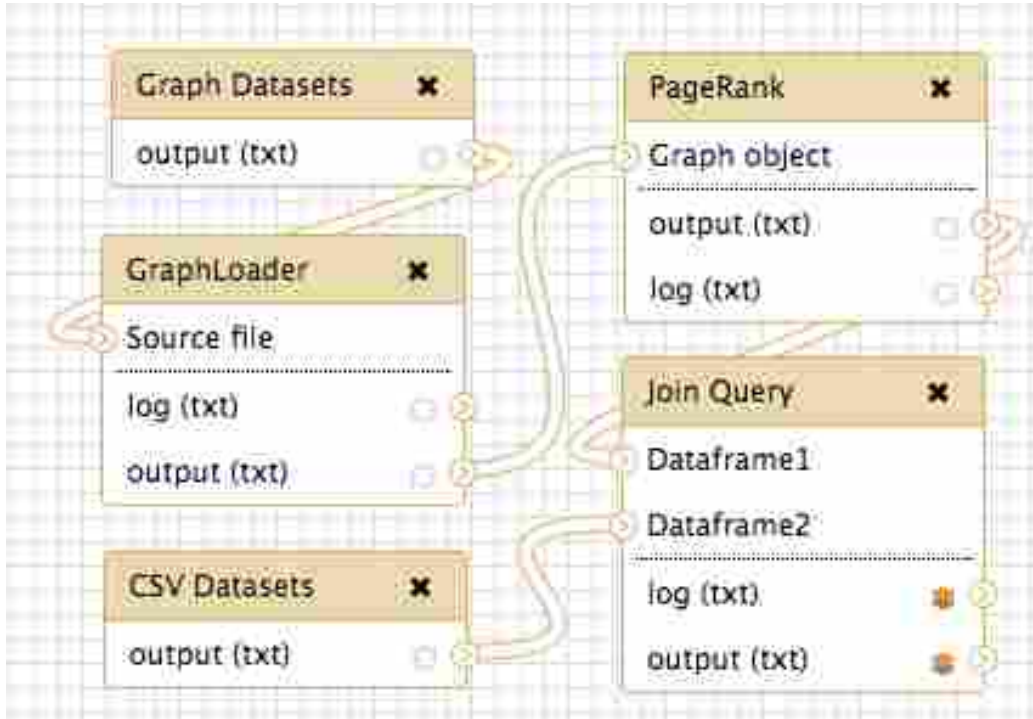 Graph Datasets
output (txt)
GraphLoader
Source file
log (txt)
output (txt)
CSV Datasets
output (txt)
PageRank
Graph object
output (txt)
log (txt)
Join Query
Dataframe1
Dataframe2
log (txt)
output (txt)